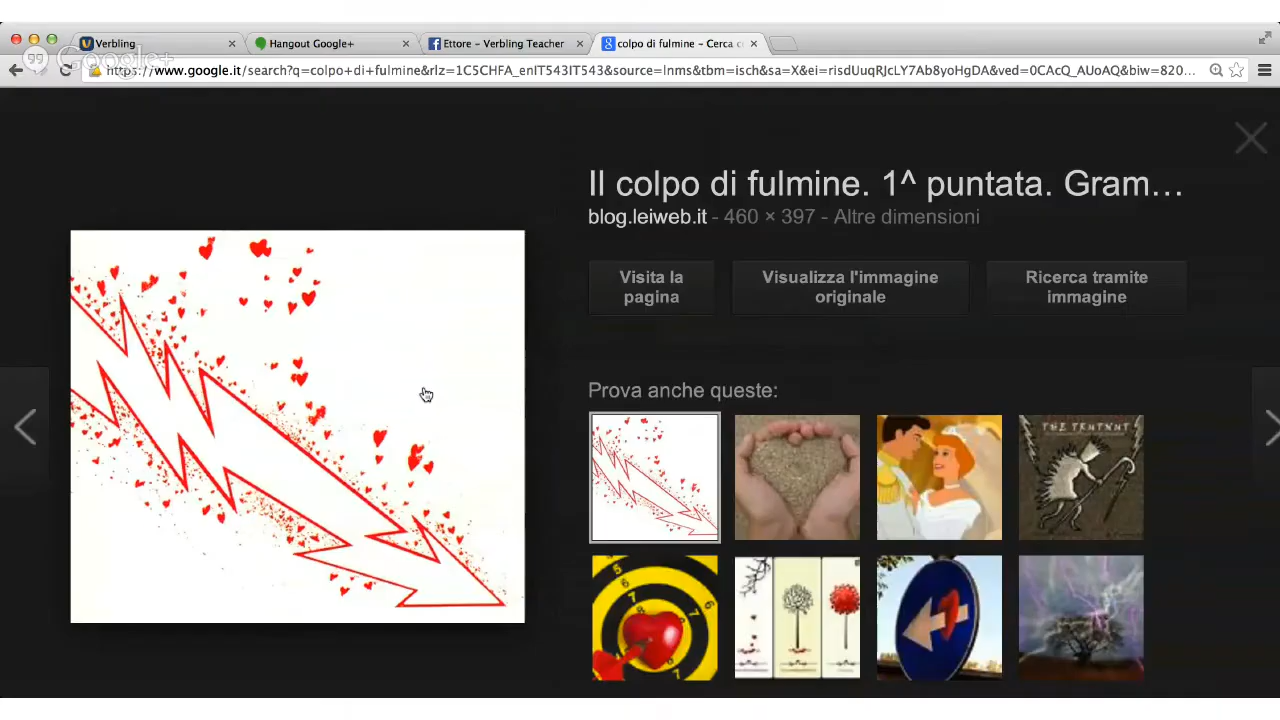 Verbling
Hangout Google+
Ettore – Verbling Teacher
colpo di fulmine – Cerca c
Google+
https://www.google.it/search?q=colpo+di+fulmine&rlz=1C5CHFA_enIT543IT543&source=lnms&tbm=isch&sa=X&ei=risdUuqRJcLY7Ab8yoHgDA&ved=0CAcQ_AUoAQ&biw=820...
Il colpo di fulmine. 1^ puntata. Gram...
blog.leiweb.it - 460 × 397 - Altre dimensioni
Visita la
pagina
Visualizza l'immagine
originale
Ricerca tramite
immagine
Prova anche queste: